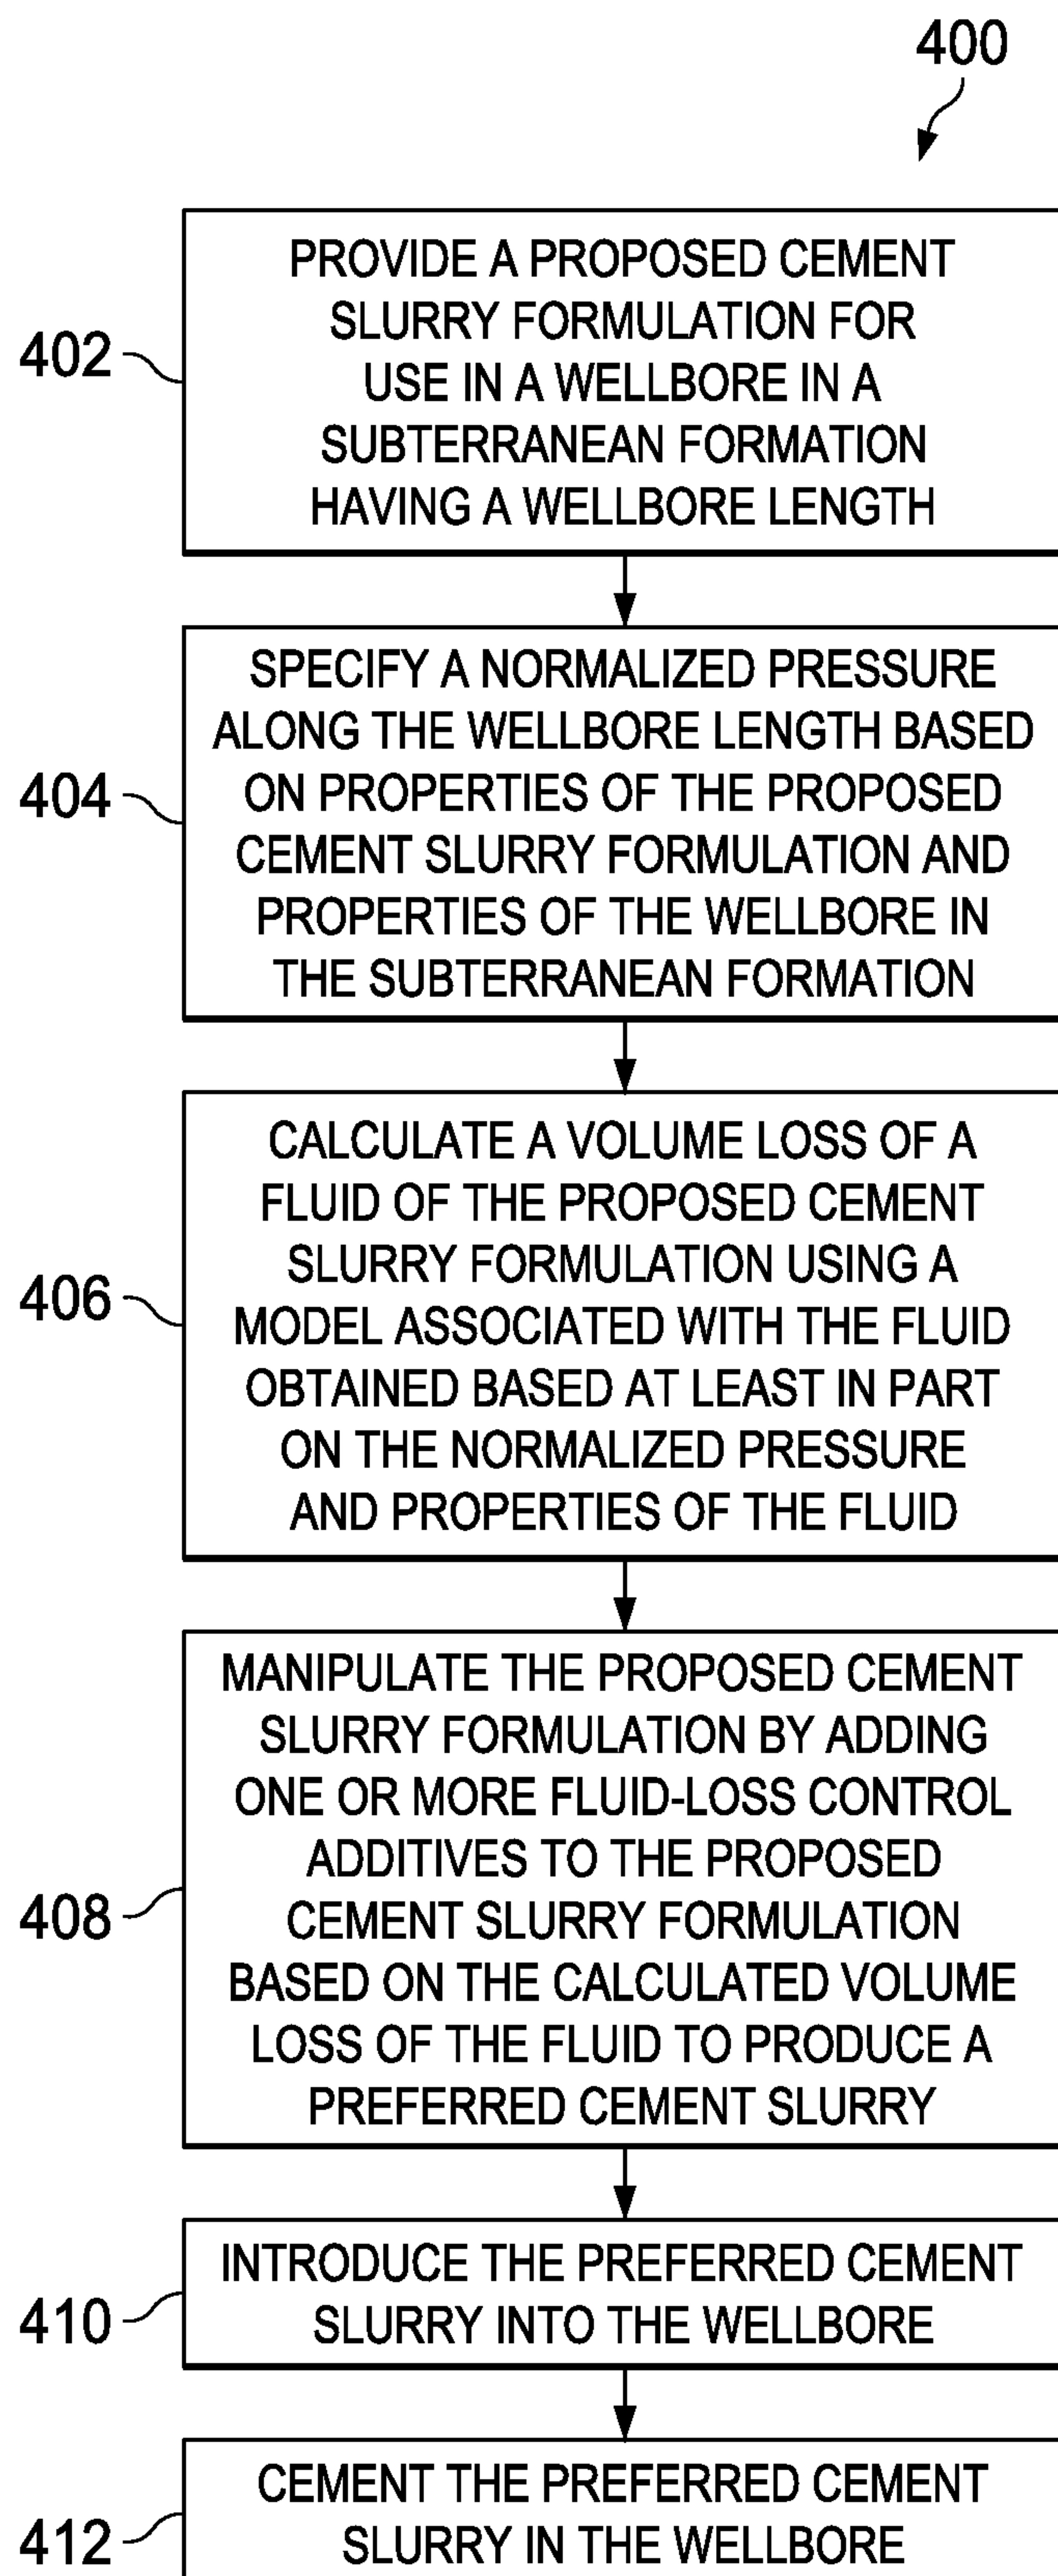 400
402
PROVIDE A PROPOSED CEMENT
SLURRY FORMULATION FOR
USE IN A WELLBORE IN A
SUBTERRANEAN FORMATION
HAVING A WELLBORE LENGTH
404
SPECIFY A NORMALIZED PRESSURE
ALONG THE WELLBORE LENGTH BASED
ON PROPERTIES OF THE PROPOSED
CEMENT SLURRY FORMULATION AND
PROPERTIES OF THE WELLBORE IN
THE SUBTERRANEAN FORMATION
406
CALCULATE A VOLUME LOSS OF A
FLUID OF THE PROPOSED CEMENT
SLURRY FORMULATION USING A
MODEL ASSOCIATED WITH THE FLUID
OBTAINED BASED AT LEAST IN PART
ON THE NORMALIZED PRESSURE
AND PROPERTIES OF THE FLUID
408
MANIPULATE THE PROPOSED CEMENT
SLURRY FORMULATION BY ADDING
ONE OR MORE FLUID-LOSS CONTROL
ADDITIVES TO THE PROPOSED
CEMENT SLURRY FORMULATION
BASED ON THE CALCULATED VOLUME
LOSS OF THE FLUID TO PRODUCE A
PREFERRED CEMENT SLURRY
410
INTRODUCE THE PREFERRED CEMENT
SLURRY INTO THE WELLBORE
412
CEMENT THE PREFERRED CEMENT
SLURRY IN THE WELLBORE